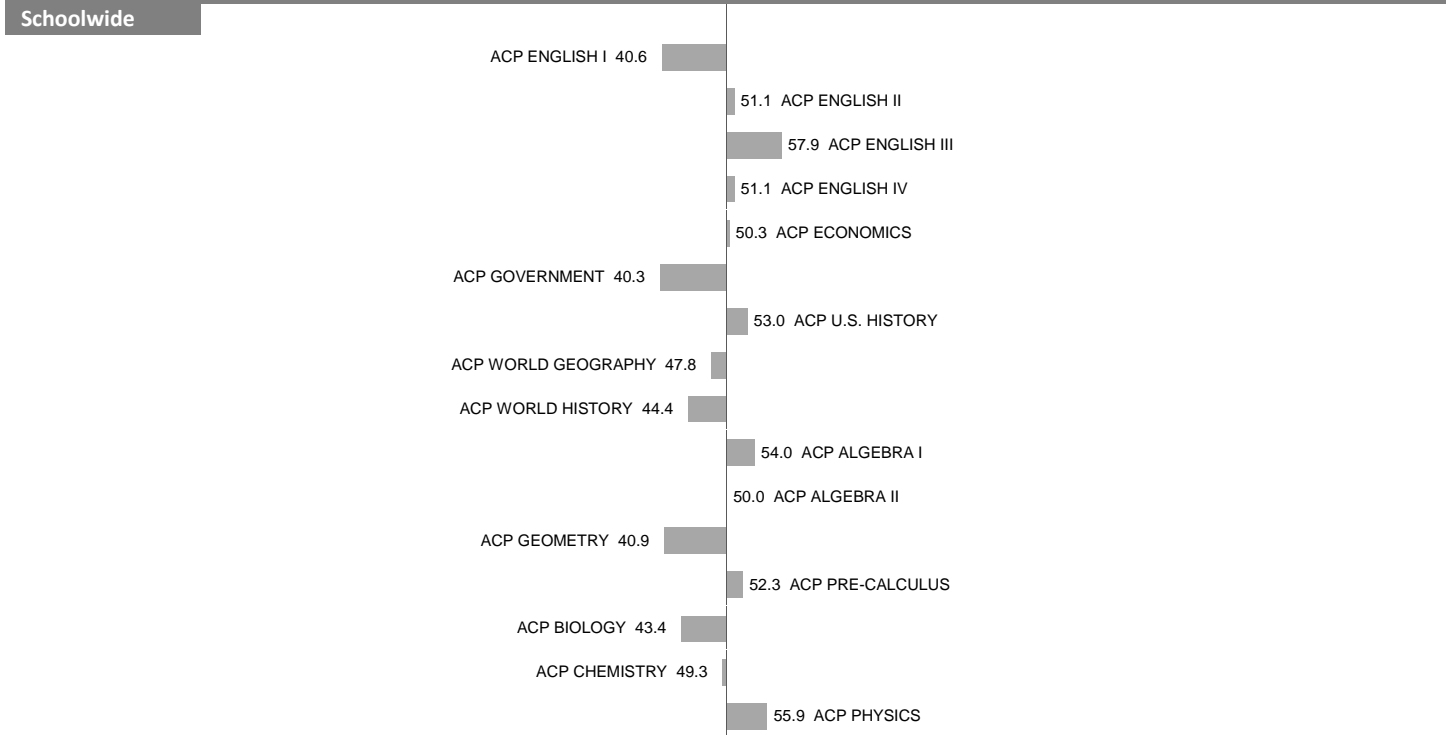 Schoolwide
ACP ENGLISH I 40.6
51.1 ACP ENGLISH II
57.9 ACP ENGLISH III
51.1 ACP ENGLISH IV
50.3 ACP ECONOMICS
ACP GOVERNMENT 40.3
53.0 ACP U.S. HISTORY
ACP WORLD GEOGRAPHY 47.8
ACP WORLD HISTORY 44.4
54.0 ACP ALGEBRA I
50.0 ACP ALGEBRA II
ACP GEOMETRY 40.9
52.3 ACP PRE-CALCULUS
ACP BIOLOGY 43.4
ACP CHEMISTRY 49.3
55.9 ACP PHYSICS